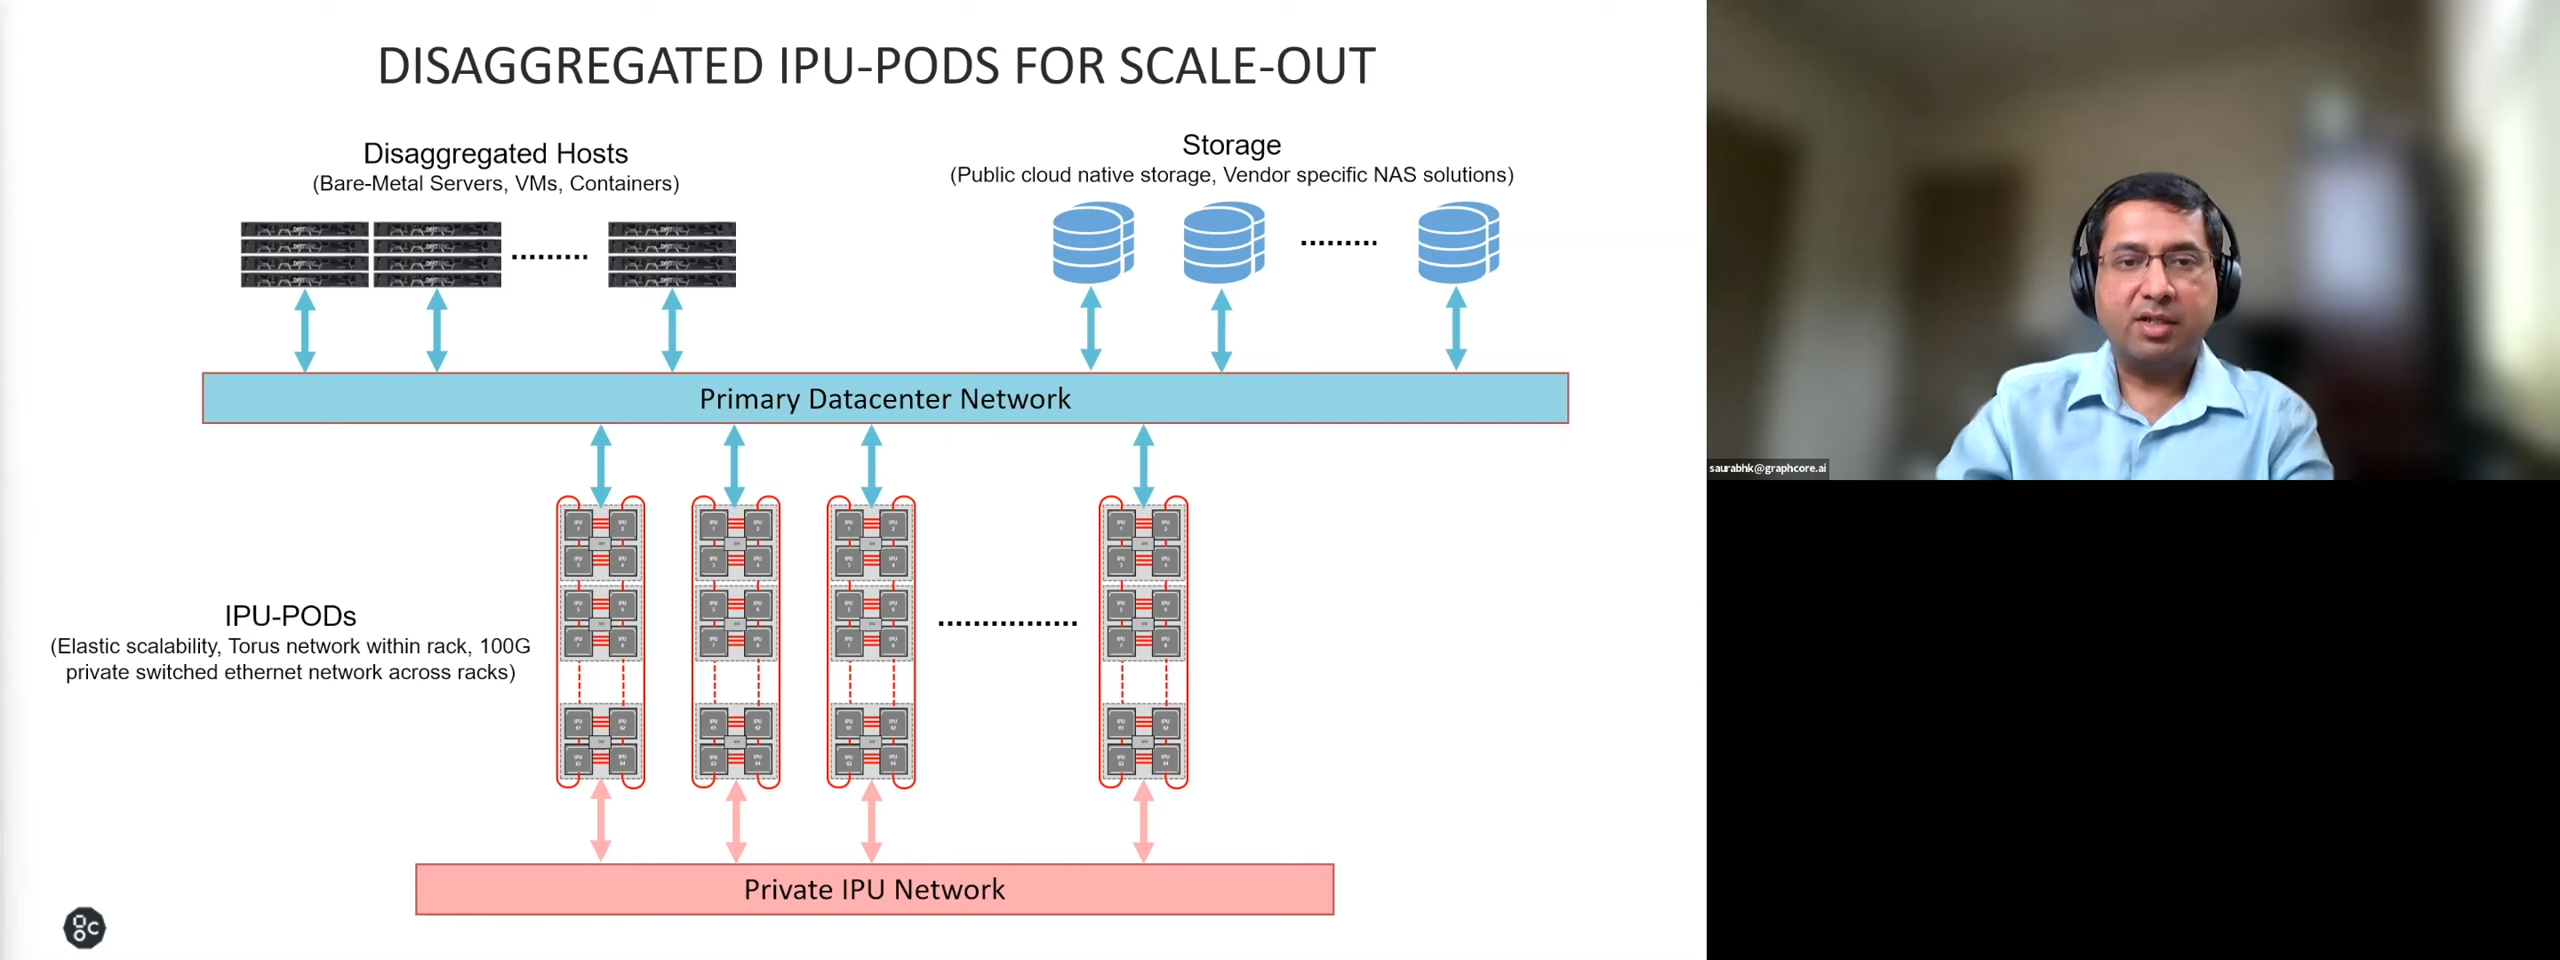 DISAGGREGATED IPU-PODS FOR SCALE-OUT
Disaggregated Hosts
(Bare-Metal Servers, VMs, Containers)
Storage
(Public cloud native storage, Vendor specific NAS solutions)
Primary Datacenter Network
IPU-PODs
(Elastic scalability, Torus network within rack, 100G
private switched ethernet network across racks)
Private IPU Network
gc
saurabhk@graphcore.ai